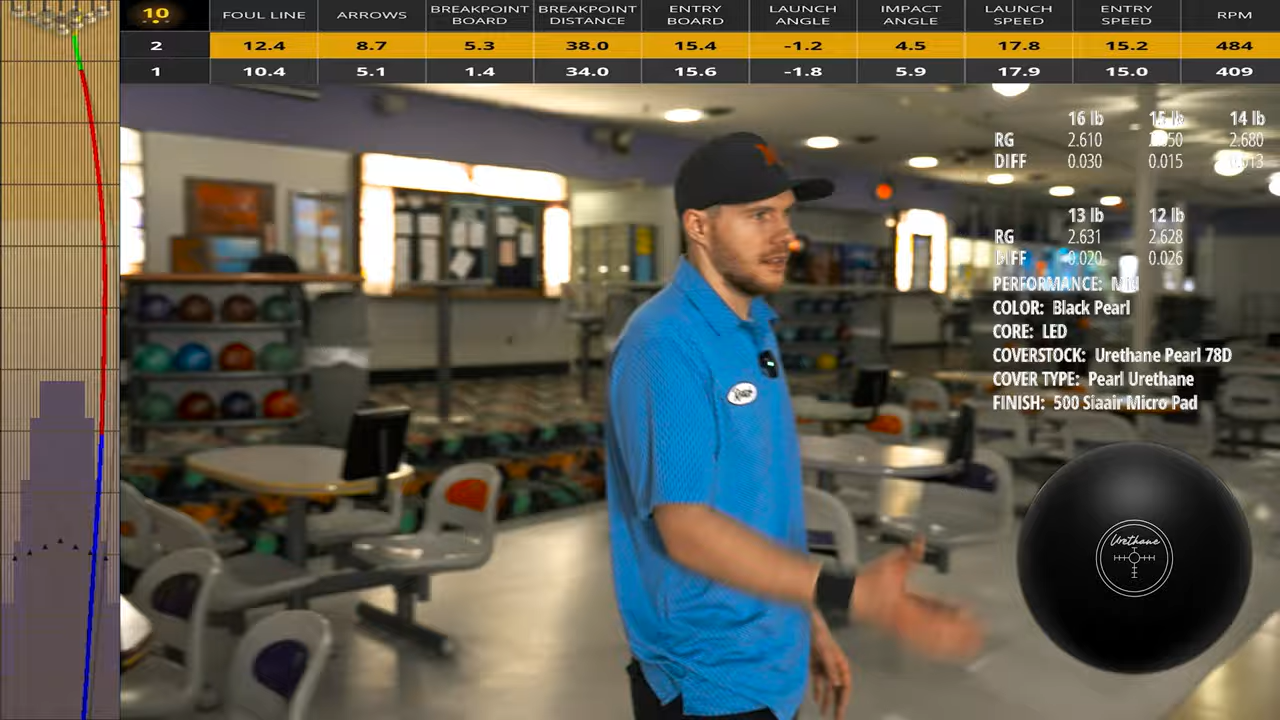 10
FOUL LINE ARROWS BREAKPOINT BOARD BREAKPOINT DISTANCE ENTRY BOARD LAUNCH ANGLE IMPACT ANGLE LAUNCH SPEED ENTRY SPEED RPM
2 12.4 8.7 5.3 38.0 15.4 -1.2 4.5 17.8 15.2 484
1 10.4 5.1 1.4 34.0 15.6 -1.8 5.9 17.9 15.0 409
16 lb 15 lb 14 lb
RG 2.610 2.680
DIFF 0.030 0.015 0.013
13 lb 12 lb
RG 2.631 2.628
DIFF 0.020 0.026
PERFORMANCE:
COLOR: Black Pearl
CORE: LED
COVERSTOCK: Urethane Pearl 78D
COVER TYPE: Pearl Urethane
FINISH: 500 Siaair Micro Pad
Urethane